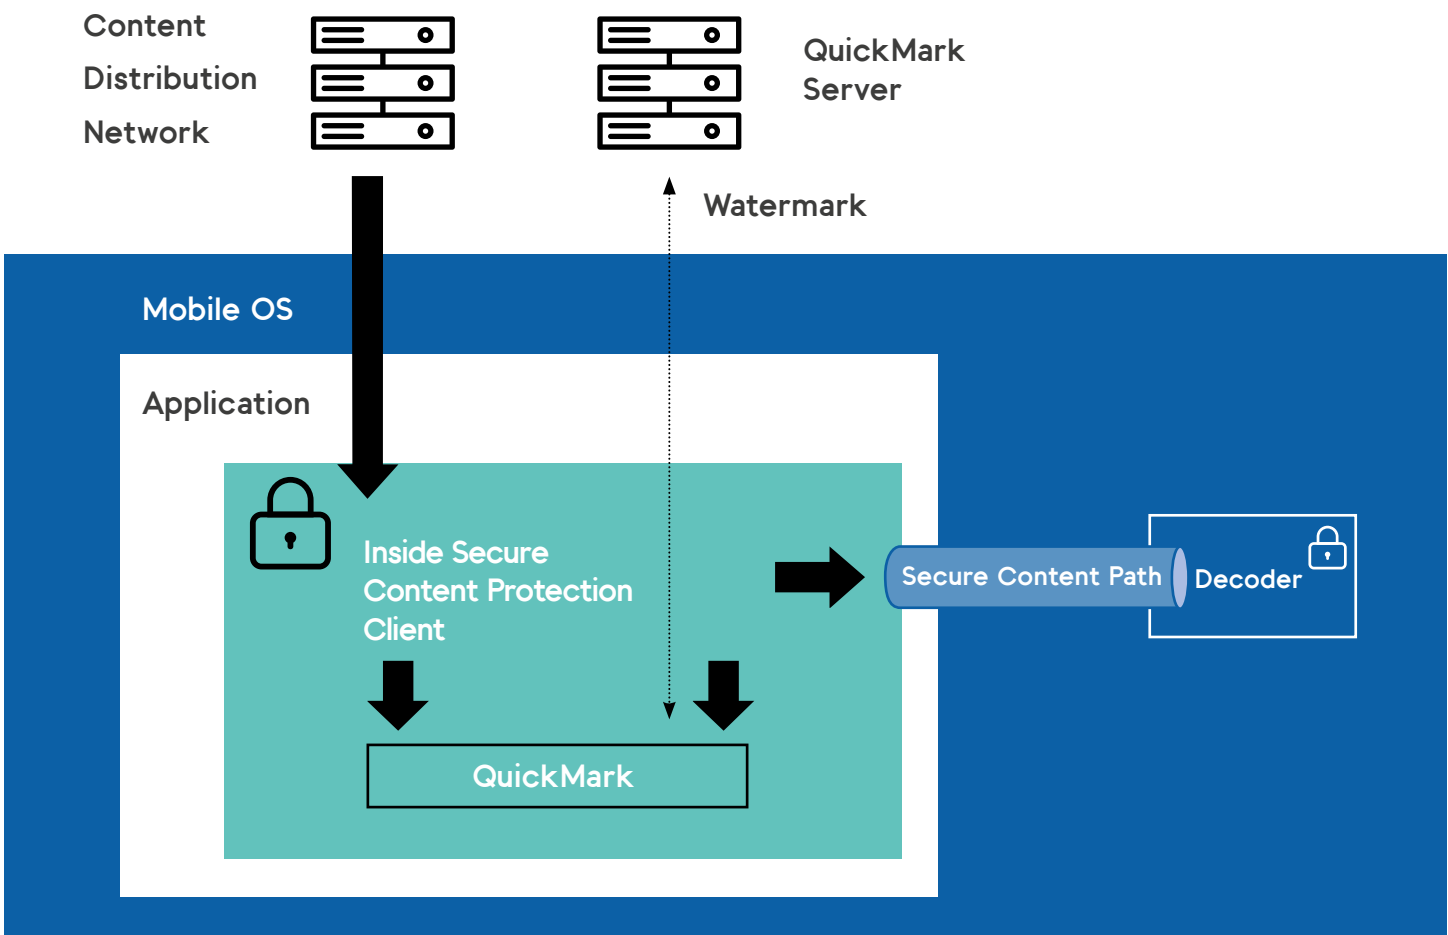 Content
Distribution
Network
QuickMark
Server
Watermark
Mobile OS
Application
Inside Secure
Content Protection
Client
Secure Content Path
Decoder
QuickMark